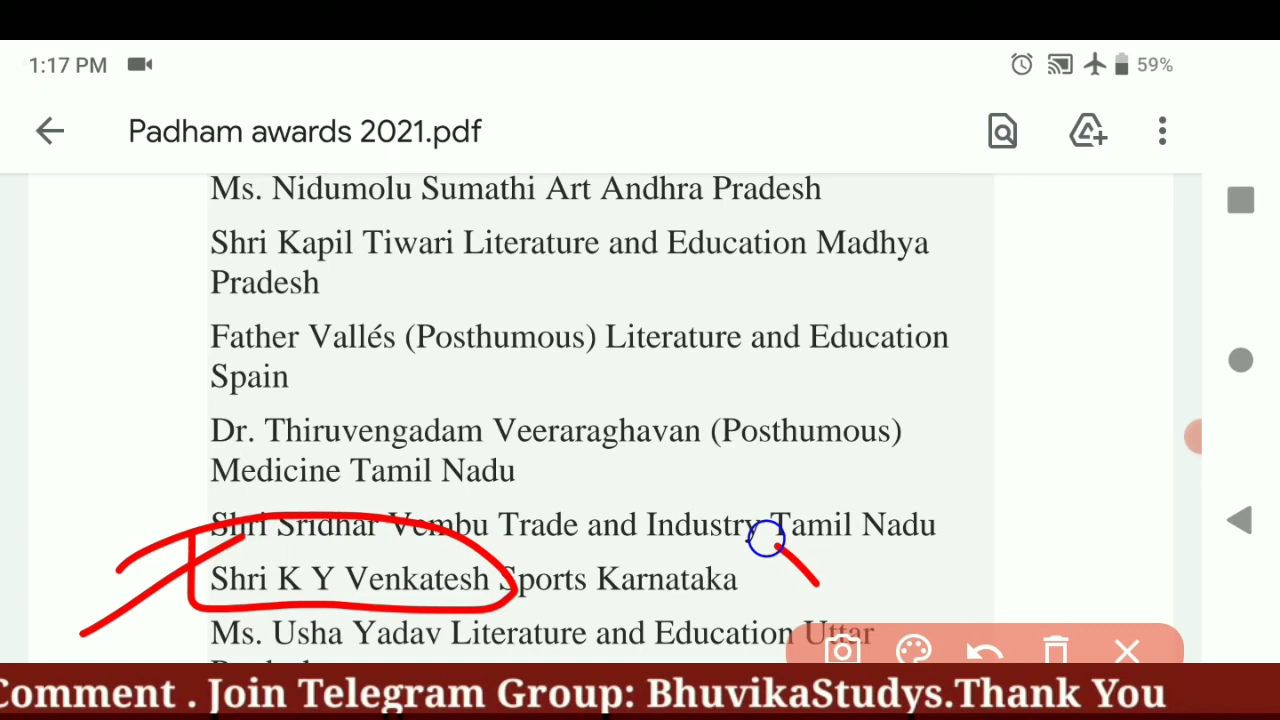 1:17 PM
59%
Padham awards 2021.pdf
Ms. Nidumolu Sumathi Art Andhra Pradesh
Shri Kapil Tiwari Literature and Education Madhya
Pradesh
Father Vallés (Posthumous) Literature and Education
Spain
Dr. Thiruvengadam Veeraraghavan (Posthumous)
Medicine Tamil Nadu
Shri Sridhar Vembu Trade and Industry Tamil Nadu
Shri K Y Venkatesh Sports Karnataka
Ms. Usha Yadav Literature and Education Uttar
Comment . Join Telegram Group: BhuvikaStudys.Thank You